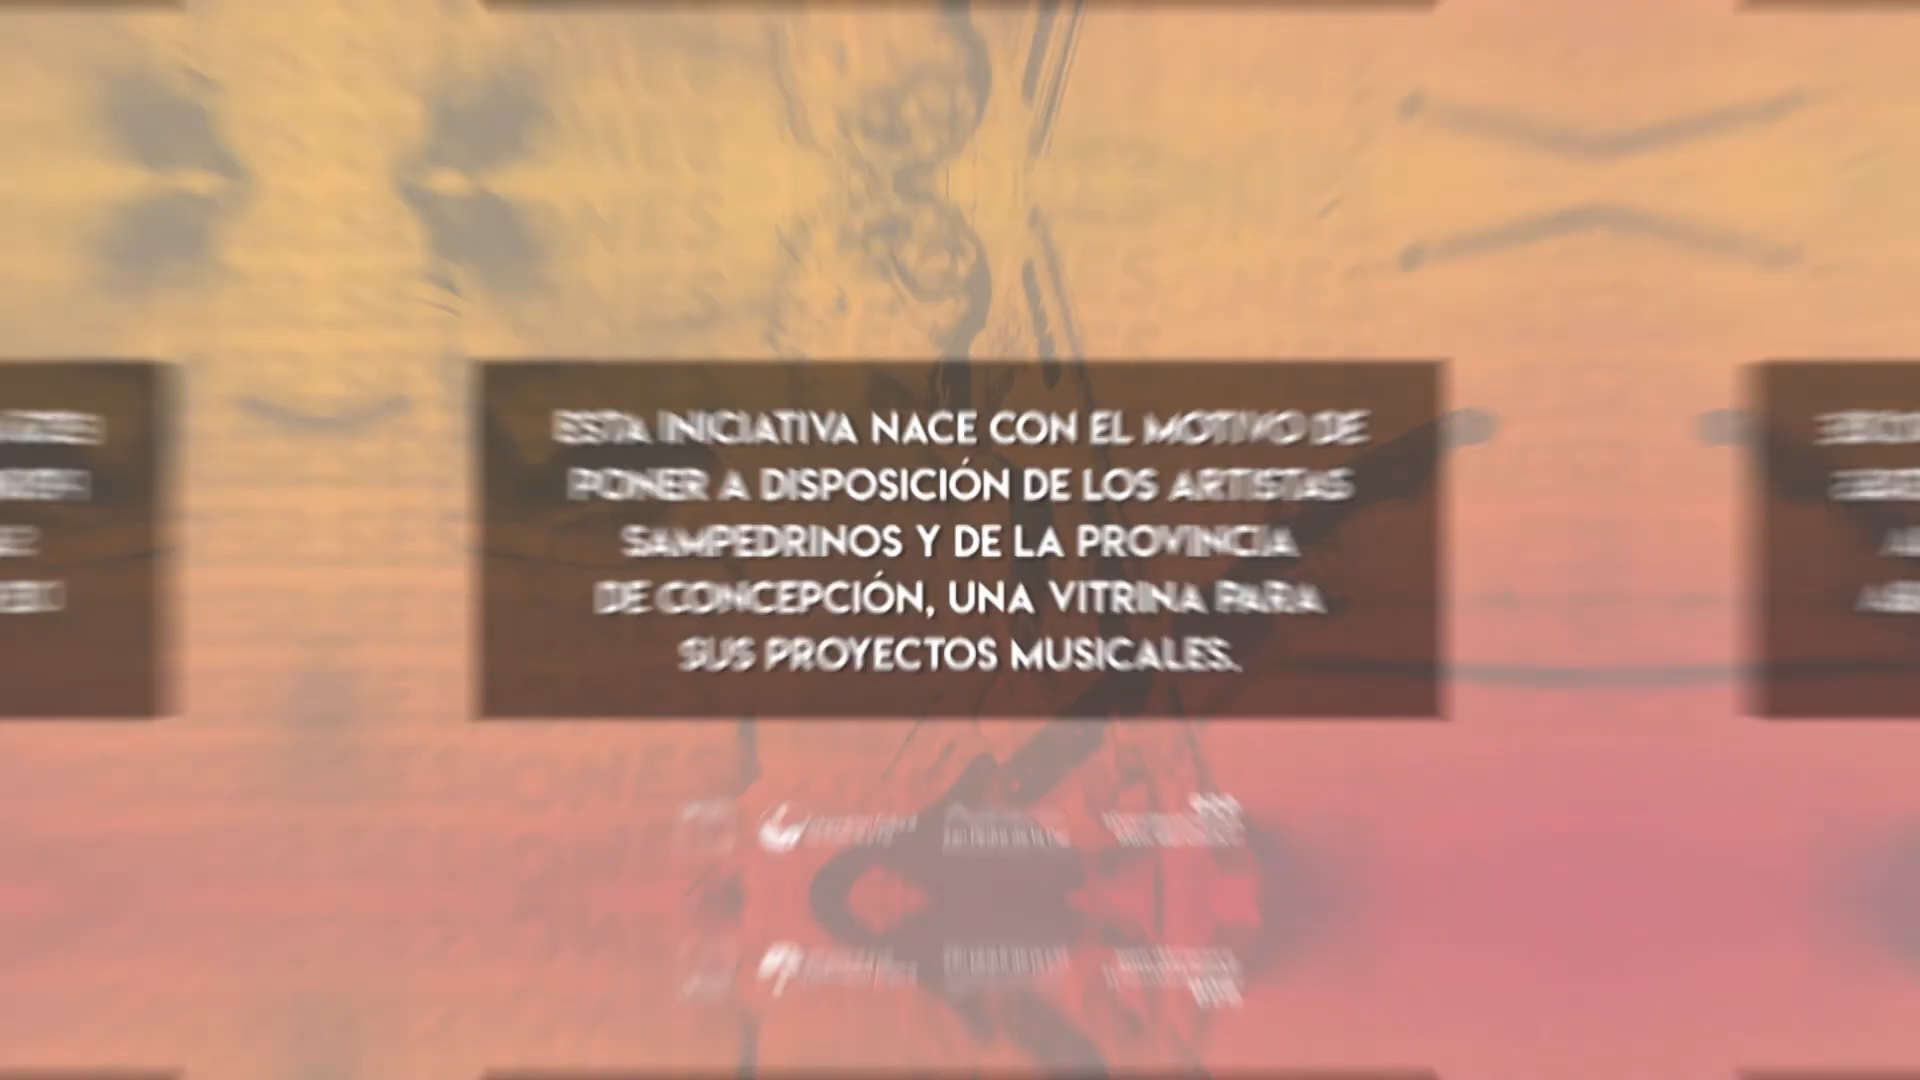 ESTA INICIATIVA NACE CON EL MOTIVO DE
PONER A DISPOSICIÓN DE LOS ARTISTAS
SAMPEDRINOS Y DE LA PROVINCIA
DE CONCEPCIÓN, UNA VITRINA PARA
SUS PROYECTOS MUSICALES.